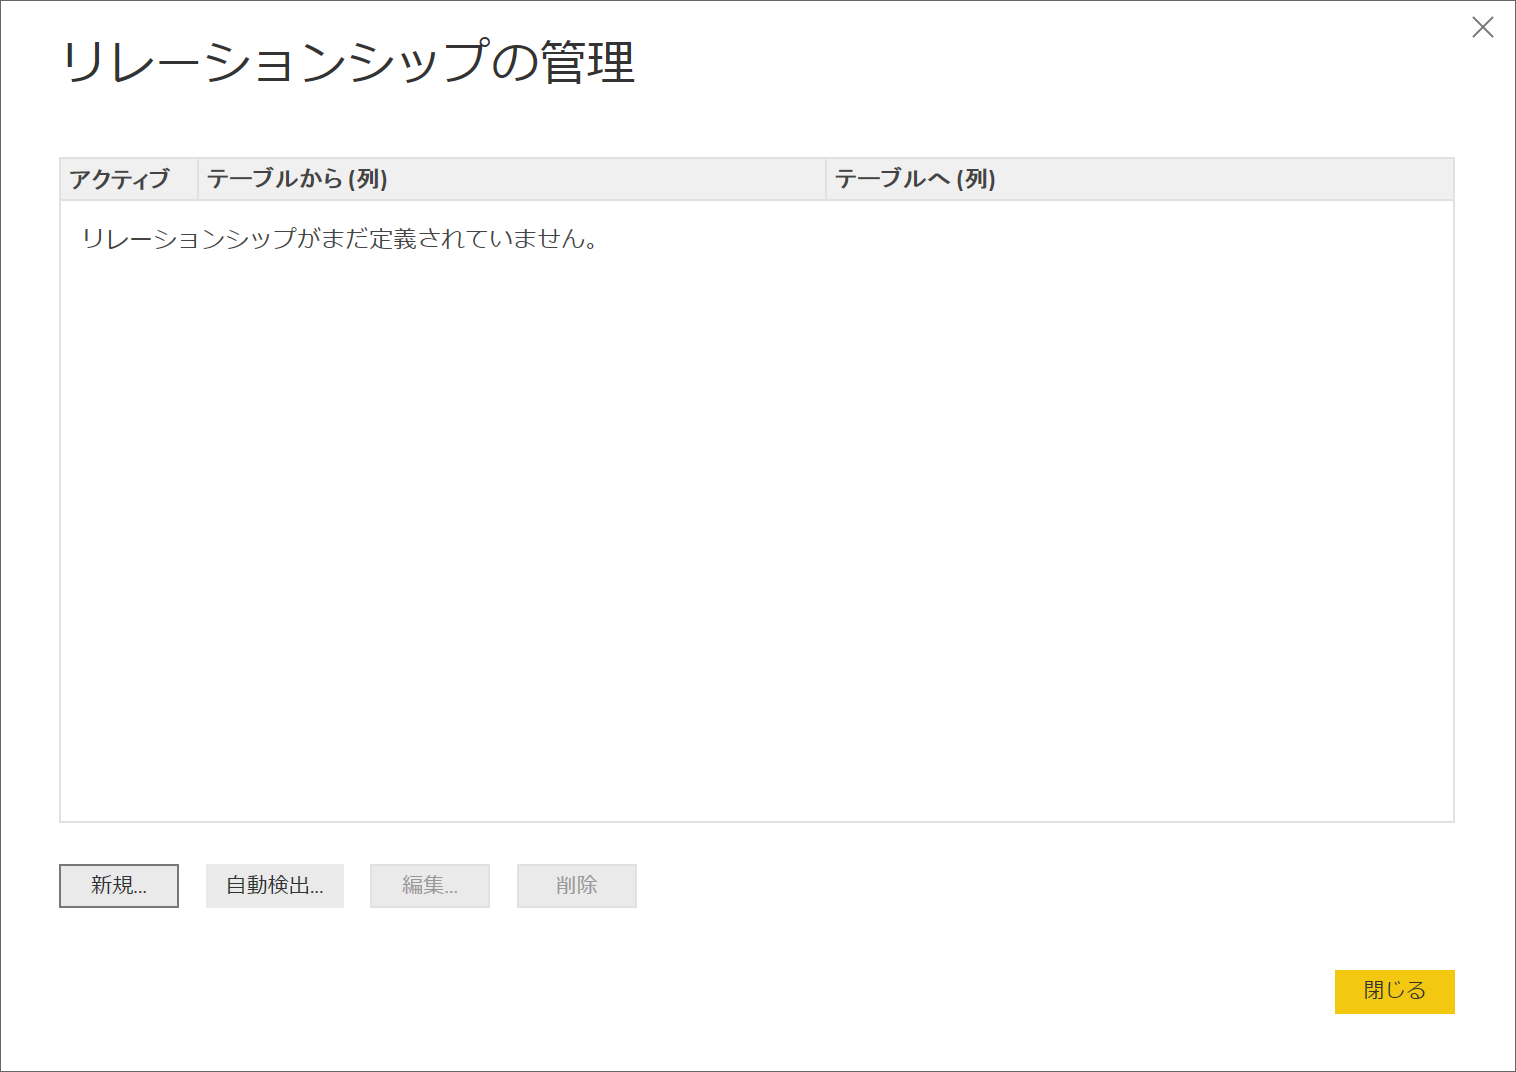 リレーションシップの管理
アクティブ テーブルから (列) テーブルへ (列)
リレーションシップがまだ定義されていません。
新規... 自動検出... 編集... 削除
閉じる